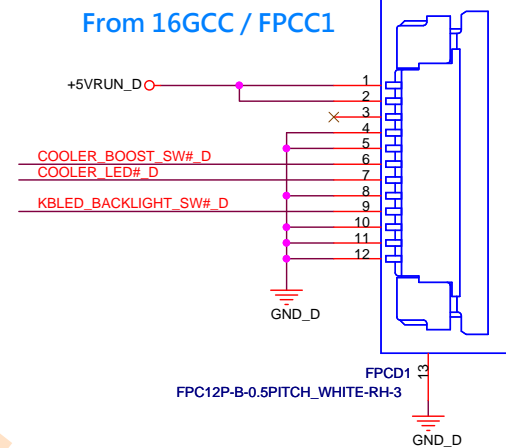 From 16GCC / FPCC1
+5VRUN_D
1
2
3
4
5
COOLER_BOOST_SW#_D
6
COOLER_LED#_D
7
8
KBLED_BACKLIGHT_SW#_D
9
10
11
12
GND_D
FPCD1
13
FPC12P-B-0.5PITCH_WHITE-RH-3
GND_D